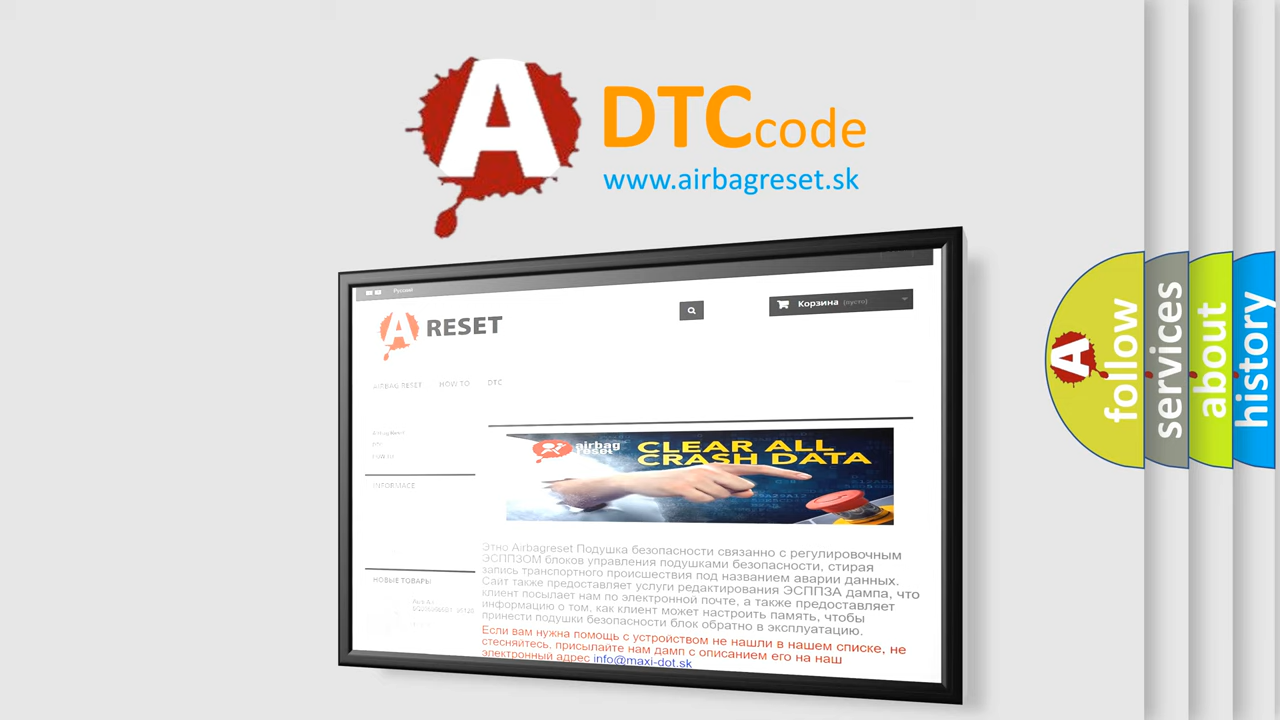 A
DTC code
www.airbagreset.sk
Русский
A RESET
Корзина (пусто)
AIRBAG RESET HOW TO DTC
INFORMACE
НОВЫЕ ТОВАРЫ
airbag
reset
CLEAR ALL
CRASH DATA
Этно Airbagreset Подушка безопасности связанно с регулировочным
ЭСППЗОМ блоков управления подушками безопасности, стирая
запись транспортного происшествия под названием аварии данных.
Сайт также предоставляет услуги редактирования ЭСППЗА дампа, что
клиент посылает нам по электронной почте, а также предоставляет
информацию о том, как клиент может настроить память, чтобы
принести подушки безопасности блок обратно в эксплуатацию.
Если вам нужна помощь с устройством не нашли в нашем списке, не
стесняйтесь, присылайте нам дамп с описанием его на наш
электронный адрес info@maxi-dot.sk
A
follow
services
about
history